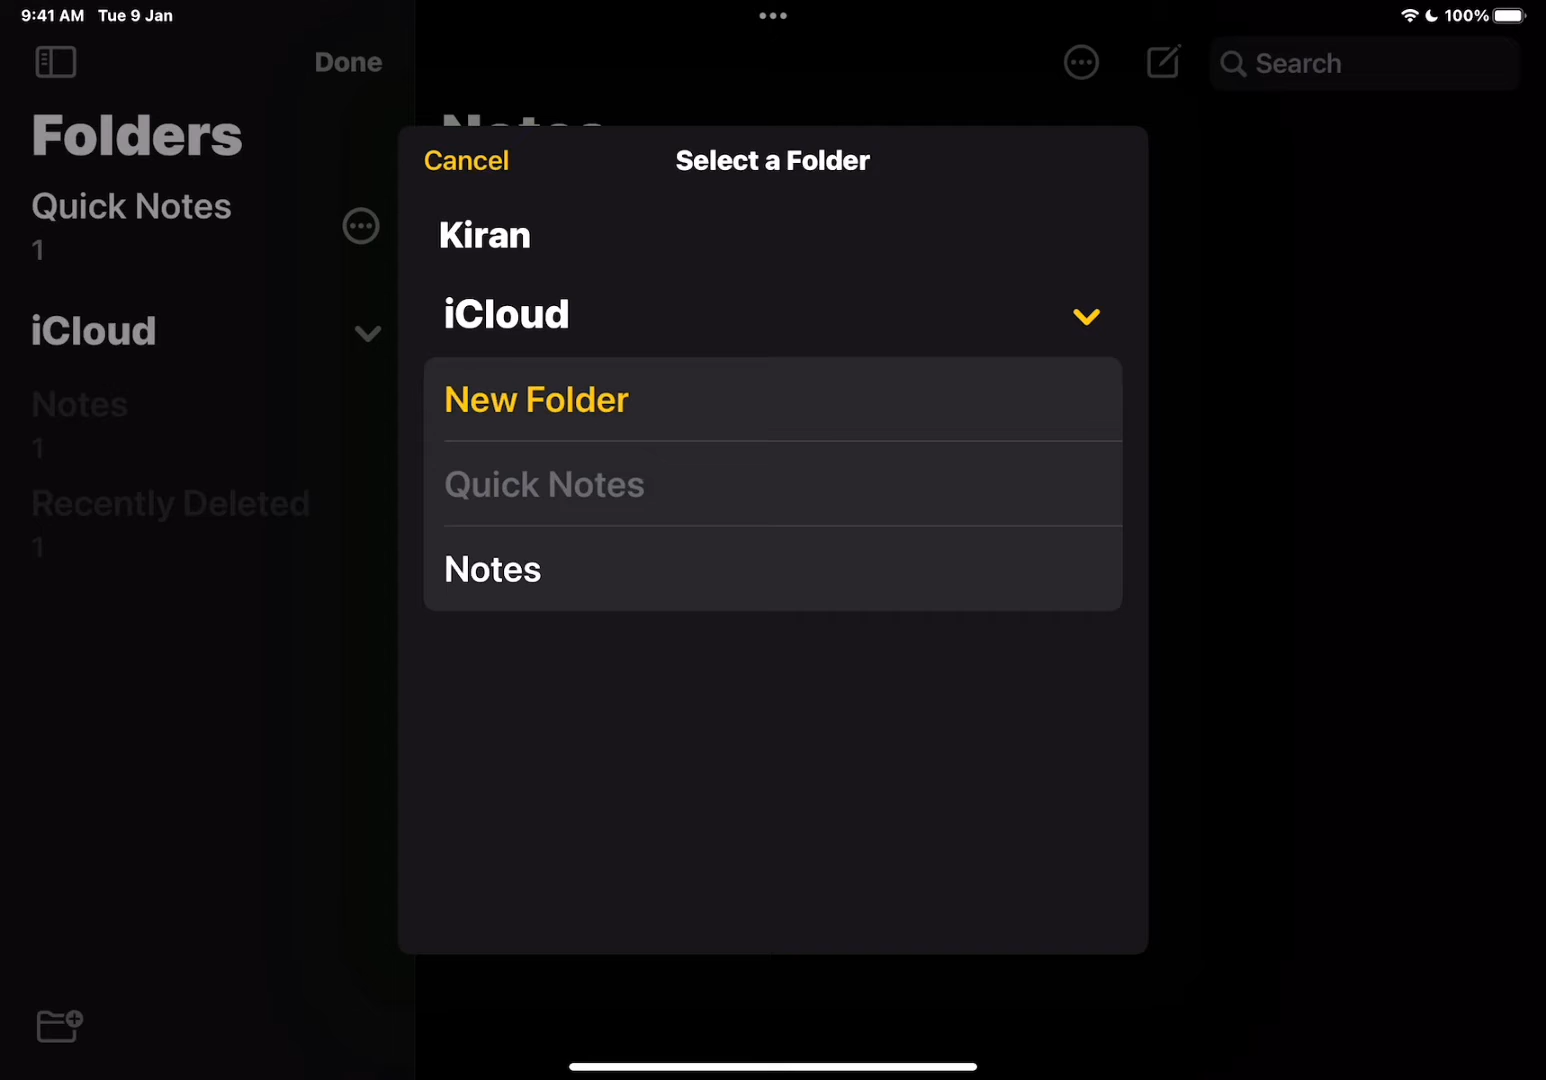 9:41 AM Tue 9 Jan
100%
Done
Search
Folders
Notes
Quick Notes
1
iCloud
Notes
1
Recently Deleted
1
Cancel
Select a Folder
Kiran
iCloud
New Folder
Quick Notes
Notes